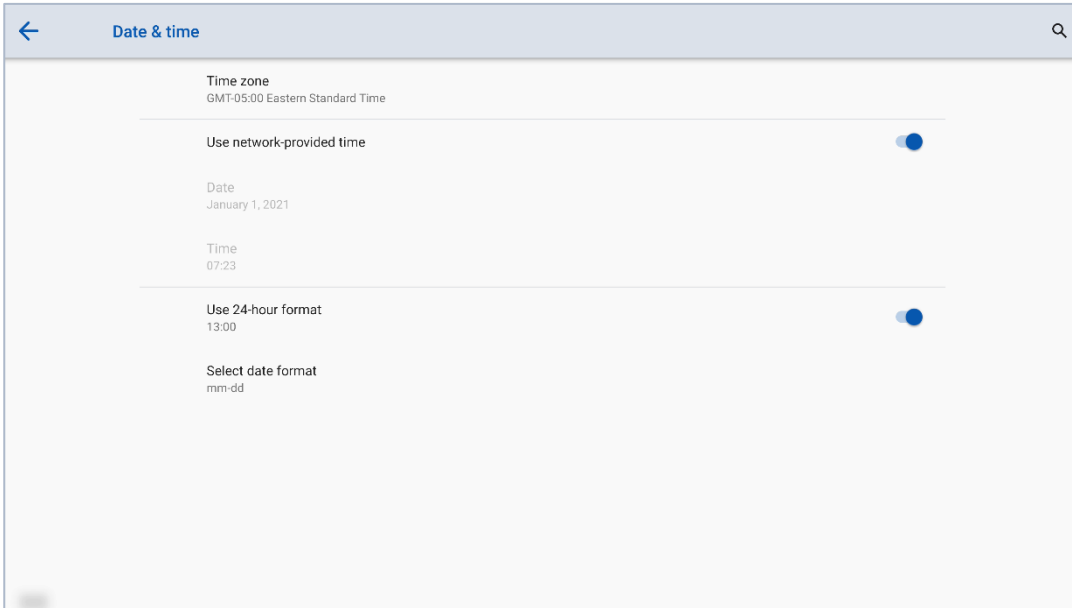 Date & time
Time zone
GMT-05:00 Eastern Standard Time
Use network-provided time
Date
January 1, 2021
Time
07:23
Use 24-hour format
13:00
Select date format
mm-dd